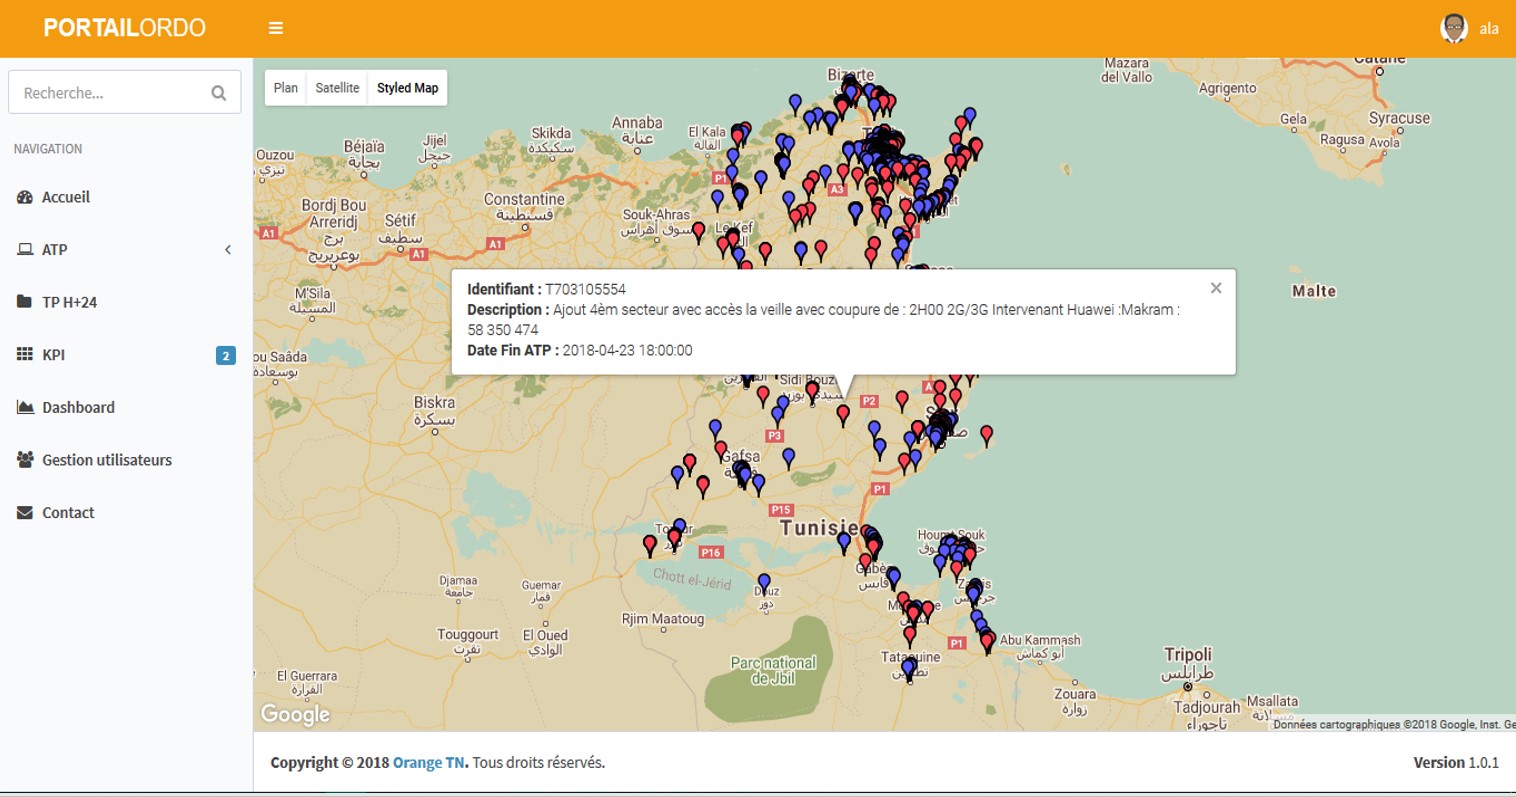 PORTAILORDO
ala
Recherche...
NAVIGATION
Accueil
ATP
TP H+24
KPI
2
Dashboard
Gestion utilisateurs
Contact
Plan
Satellite
Styled Map
Identifiant : T703105554
Description : Ajout 4èm secteur avec accès la veille avec coupure de : 2H00 2G/3G Intervenant Huawei :Makram :
58 350 474
Date Fin ATP : 2018-04-23 18:00:00
Bizerte
Mazara
del Vallo
Agrigento
Catane
Gela
Syracuse
Ragusa
Avola
Ouzou
تيزي
Béjaïa
بجاية
Jijel
جيجل
Skikda
سكيكدة
Annaba
عنابة
El Kala
القالة
P1
A3
Constantine
قسنطينة
Souk-Ahras
سوق أهراس
Le Kef
Bordj Bou
Arreridj
برج
بوعريريج
Sétif
سطيف
A1
A1
A1
M'Sila
المسيلة
Malte
ou Saâda
بوسعادة
Biskra
بسكرة
Sidi Bouz
سيدي بوزيد
P2
P3
Gafsa
P1
P15
Tunisie
P16
Chott el-Jérid
Houmt Souk
Gabès
قابس
Djamaa
جامعة
Guemar
قمار
Douz
دوز
Rjim Maatoug
Touggourt
تقرت
El Oued
الوادي
P1
Abu Kammash
أبو كماش
Tataouine
Parc national
de Jbil
El Guerrara
القرارة
Tripoli
طرابلس
Zouara
زوارة
Tadjourah
تاجوراء
Msallata
مسلاتة
Google
Données cartographiques ©2018 Google, Inst. Ge
Copyright © 2018 Orange TN. Tous droits réservés.
Version 1.0.1